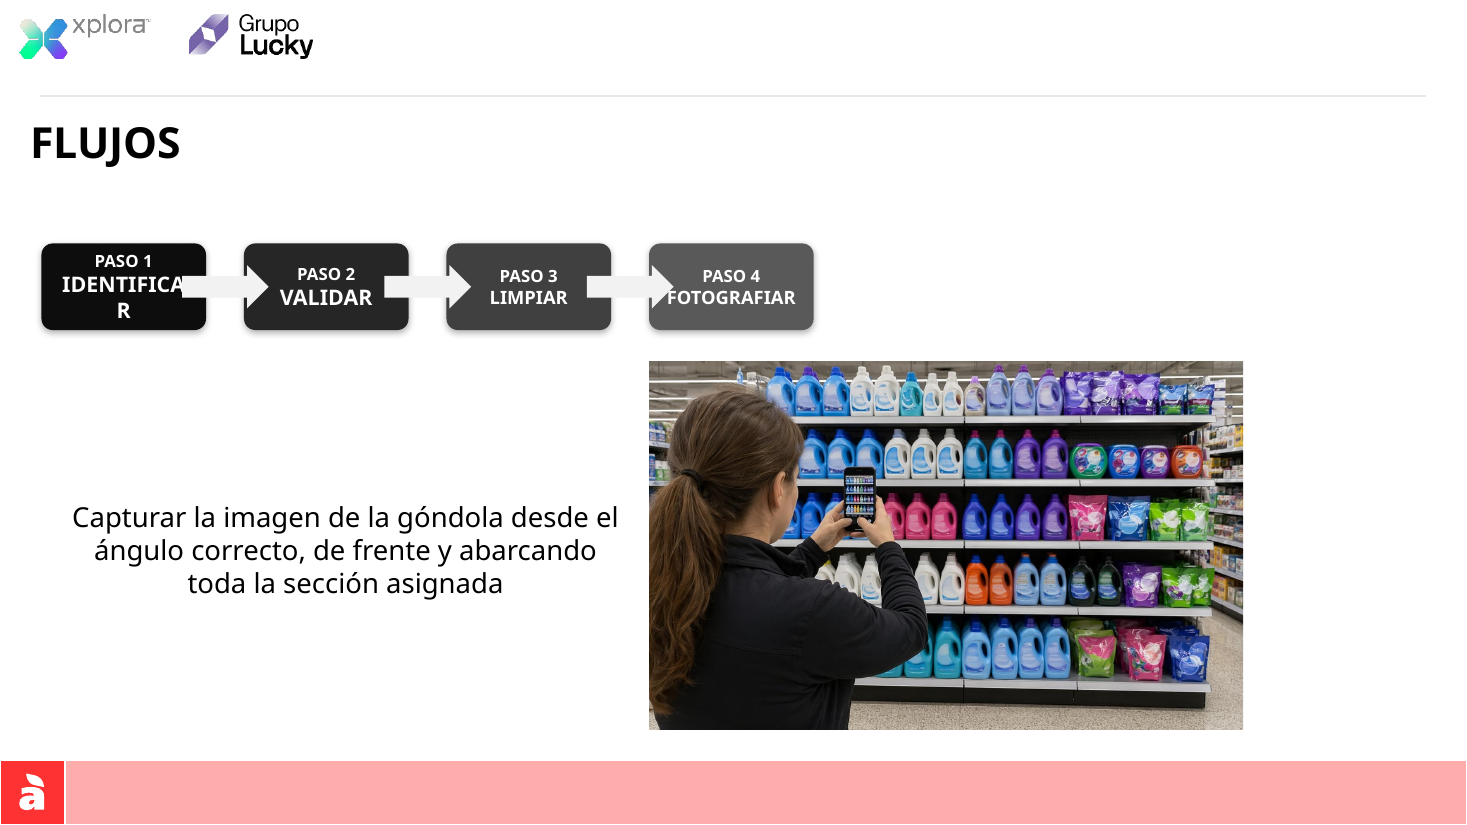 xplora
Grupo
Lucky
FLUJOS
PASO 1
IDENTIFICA
R
PASO 2
VALIDAR
PASO 3
LIMPIAR
PASO 4
FOTOGRAFIAR
Capturar la imagen de la góndola desde el
ángulo correcto, de frente y abarcando
toda la sección asignada
a